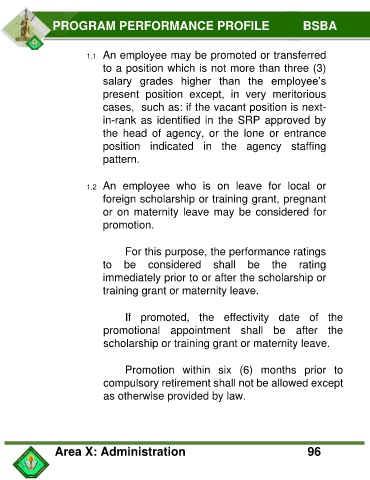 PROGRAM PERFORMANCE PROFILE BSBA
1.1 An employee may be promoted or transferred
to a position which is not more than three (3)
salary grades higher than the employee's
present position except, in very meritorious
cases, such as: if the vacant position is next-
in-rank as identified in the SRP approved by
the head of agency, or the lone or entrance
position indicated in the agency staffing
pattern.
1.2 An employee who is on leave for local or
foreign scholarship or training grant, pregnant
or on maternity leave may be considered for
promotion.
For this purpose, the performance ratings
to be considered shall be the rating
immediately prior to or after the scholarship or
training grant or maternity leave.
If promoted, the effectivity date of the
promotional appointment shall be after the
scholarship or training grant or maternity leave.
Promotion within six (6) months prior to
compulsory retirement shall not be allowed except
as otherwise provided by law.
Area X: Administration 96